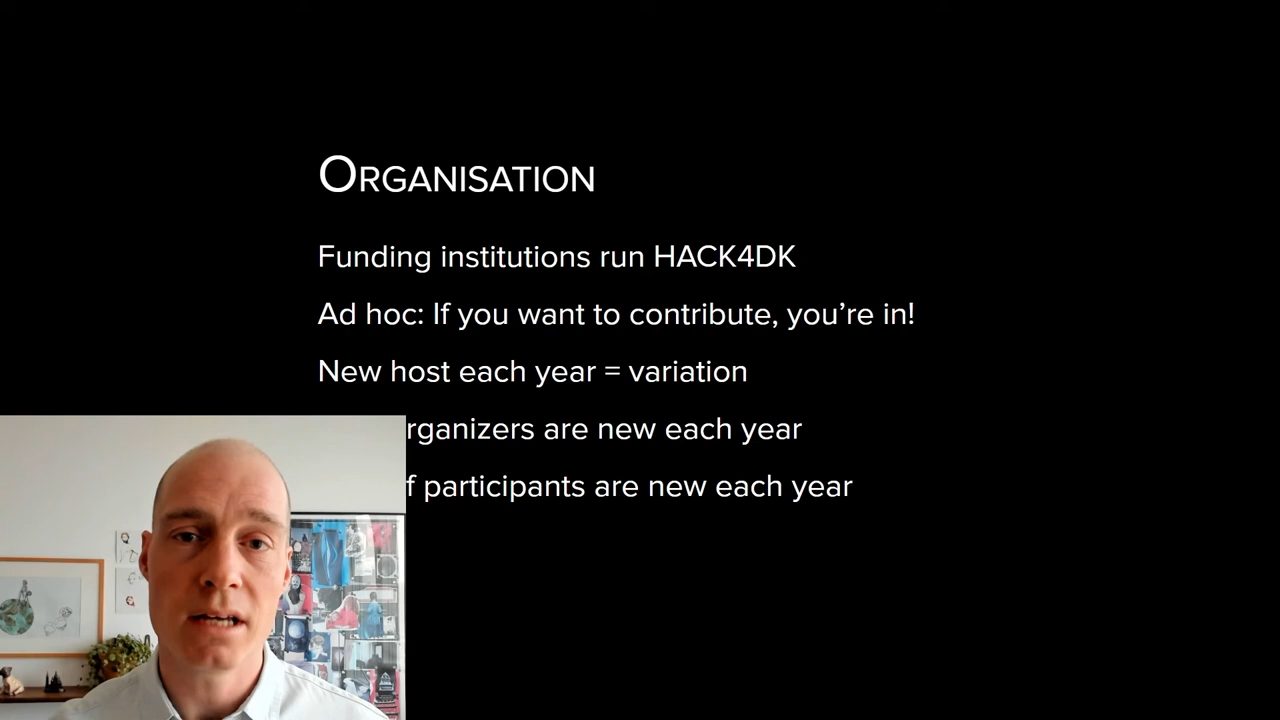 ORGANISATION
Funding institutions run HACK4DK
Ad hoc: If you want to contribute, you’re in!
New host each year = variation
rganizers are new each year
f participants are new each year